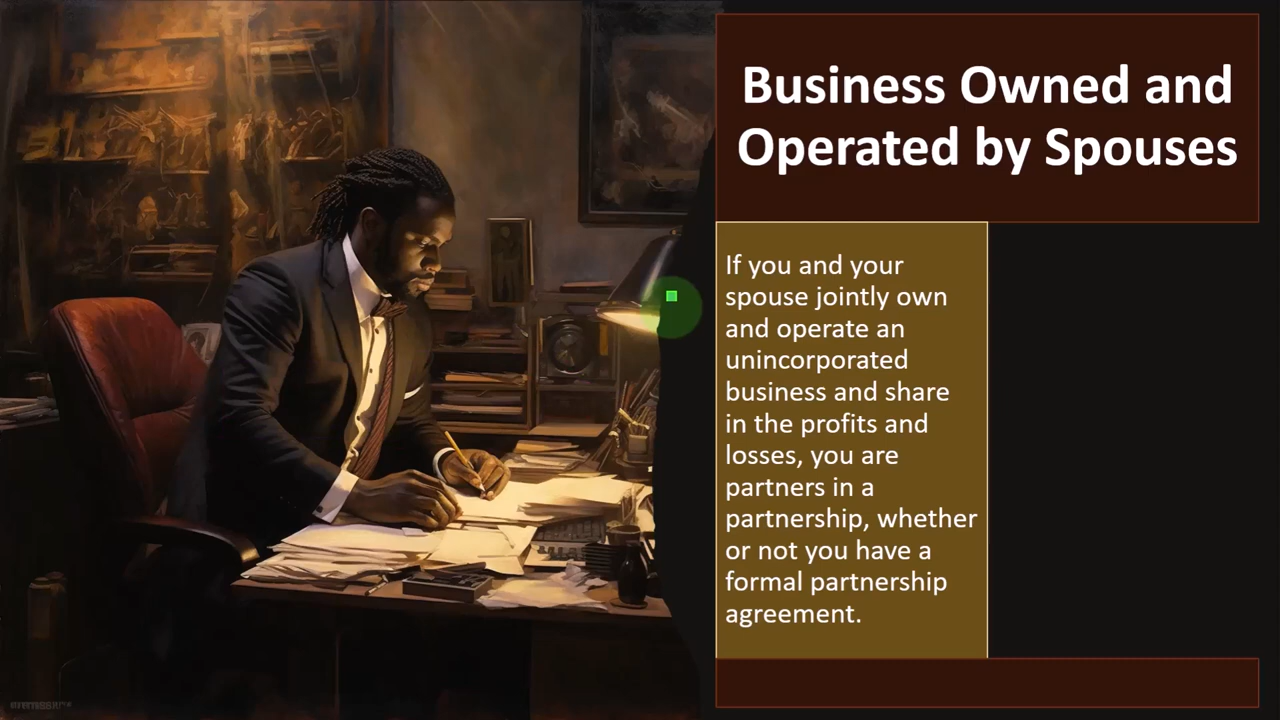 Business Owned and
Operated by Spouses
If you and your
spouse jointly own
and operate an
unincorporated
business and share
in the profits and
losses, you are
partners in a
partnership, whether
or not you have a
formal partnership
agreement.